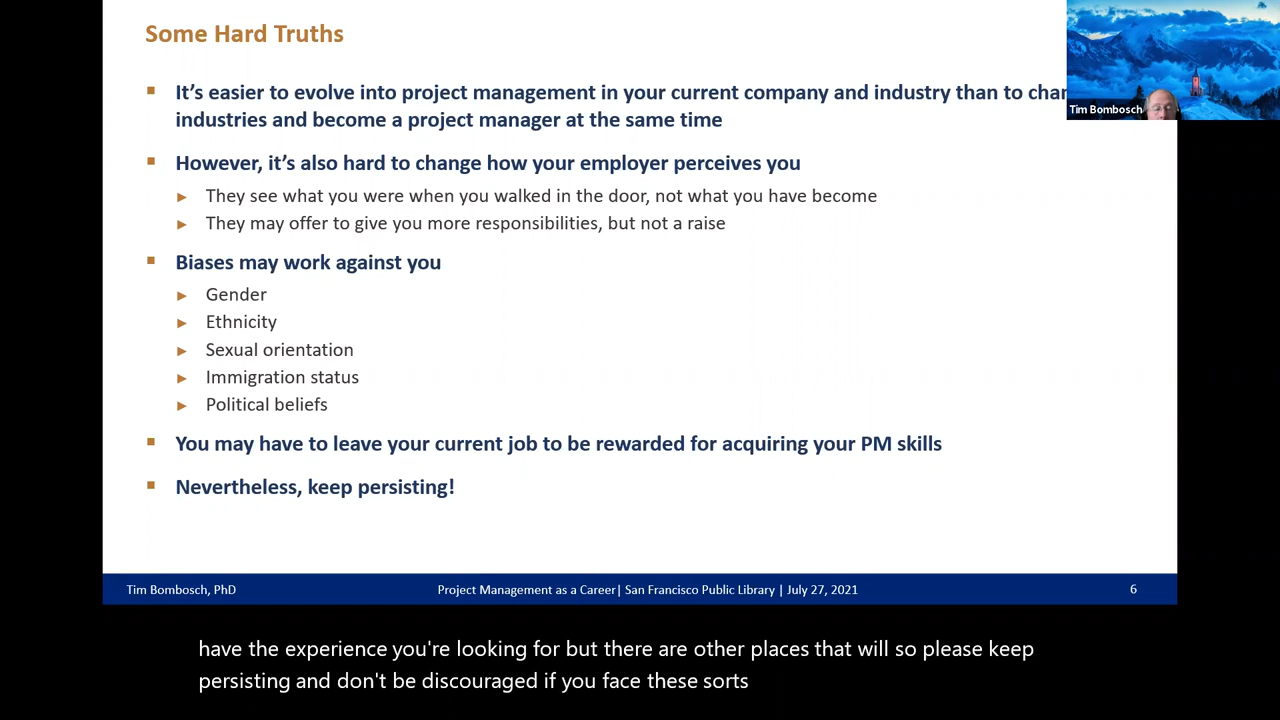 Some Hard Truths
It's easier to evolve into project management in your current company and industry than to
industries and become a project manager at the same time
However, it's also hard to change how your employer perceives you
They see what you were when you walked in the door, not what you have become
They may offer to give you more responsibilities, but not a raise
Biases may work against you
Gender
Ethnicity
Sexual orientation
Immigration status
Political beliefs
You may have to leave your current job to be rewarded for acquiring your PM skills
Nevertheless, keep persisting!
Tim Bombosch
Tim Bombosch, PhD
Project Management as a Career| San Francisco Public Library | July 27, 2021
6
have the experience you're looking for but there are other places that will so please keep
persisting and don't be discouraged if you face these sorts